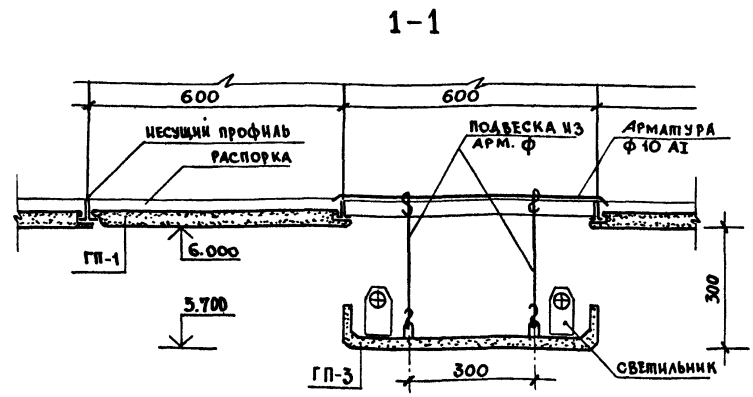 1-1
600
600
НЕСУЩИЙ ПРОФИЛЬ
РАСПОРКА
ПОДВЕСКА ИЗ
АРМ. Ф
АРМАТУРА
Ф 10 АI
ГП-1
6.000
5.700
300
ГП-3
300
СВЕТИЛЬНИК